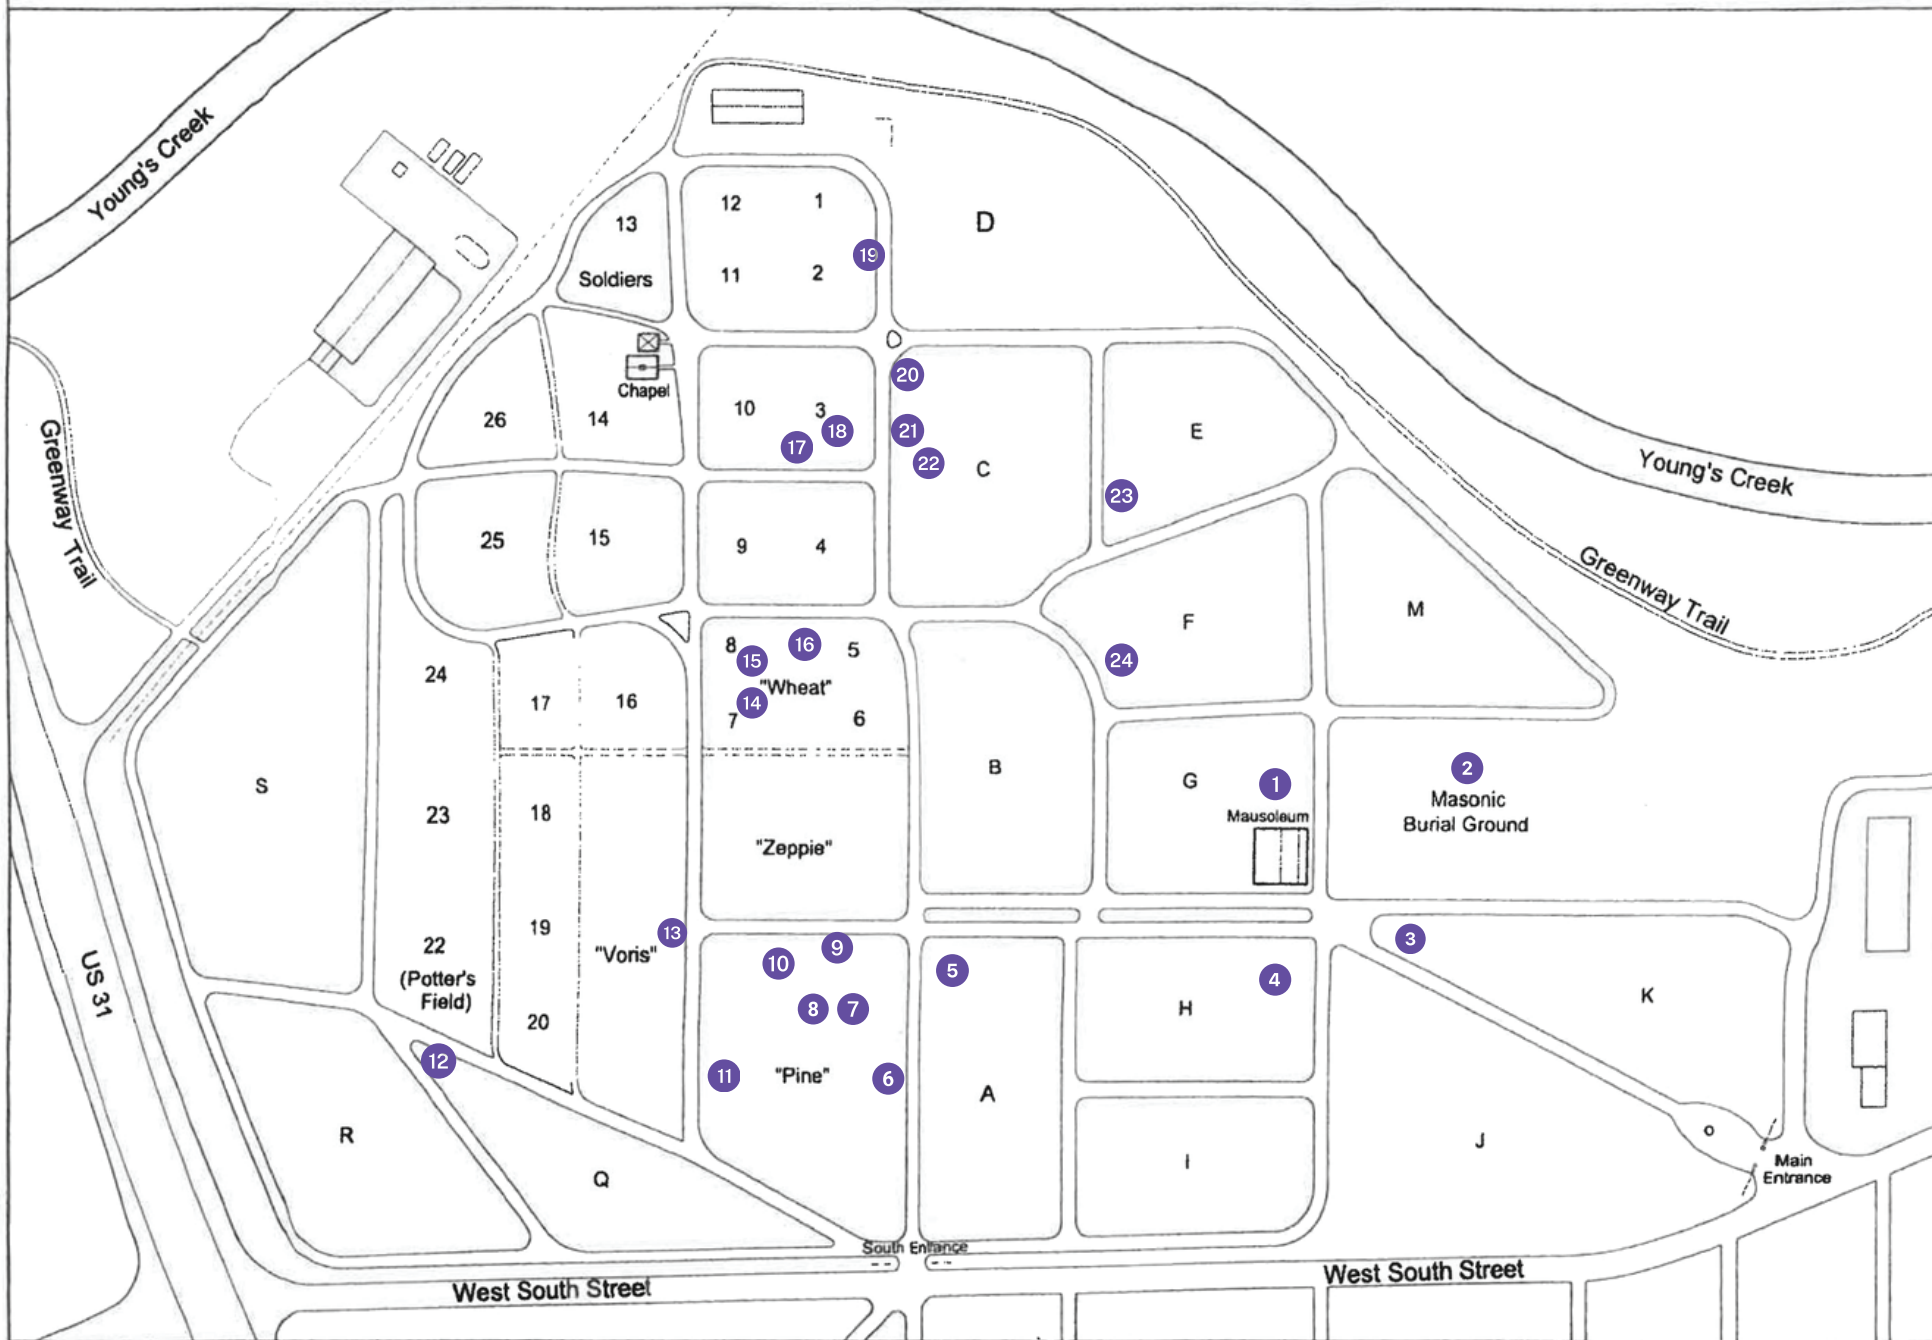 Young's Creek
12
1
13
D
19
11
2
Soldiers
20
Chapel
10
3
26
14
18
21
E
17
22
C
Greenway Trail
Young's Creek
23
25
15
9
4
Greenway Trail
M
F
8
16
5
15
24
24
"Wheat"
17
16
14
7
6
B
2
S
G
1
Masonic
Burial Ground
18
23
Mausoleum
"Zeppie"
19
13
3
22
"Voris"
9
10
5
(Potter's
Field)
4
US 31
K
8
7
H
20
12
11
"Pine"
6
A
R
J
o
Main
Entrance
I
Q
South Entrance
West South Street
West South Street